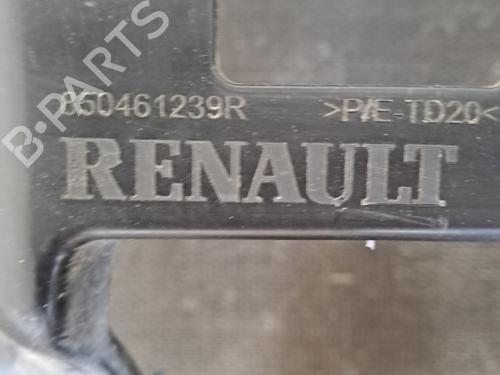 850461239R >P/E-TD20<
RENAULT
B-PARTS